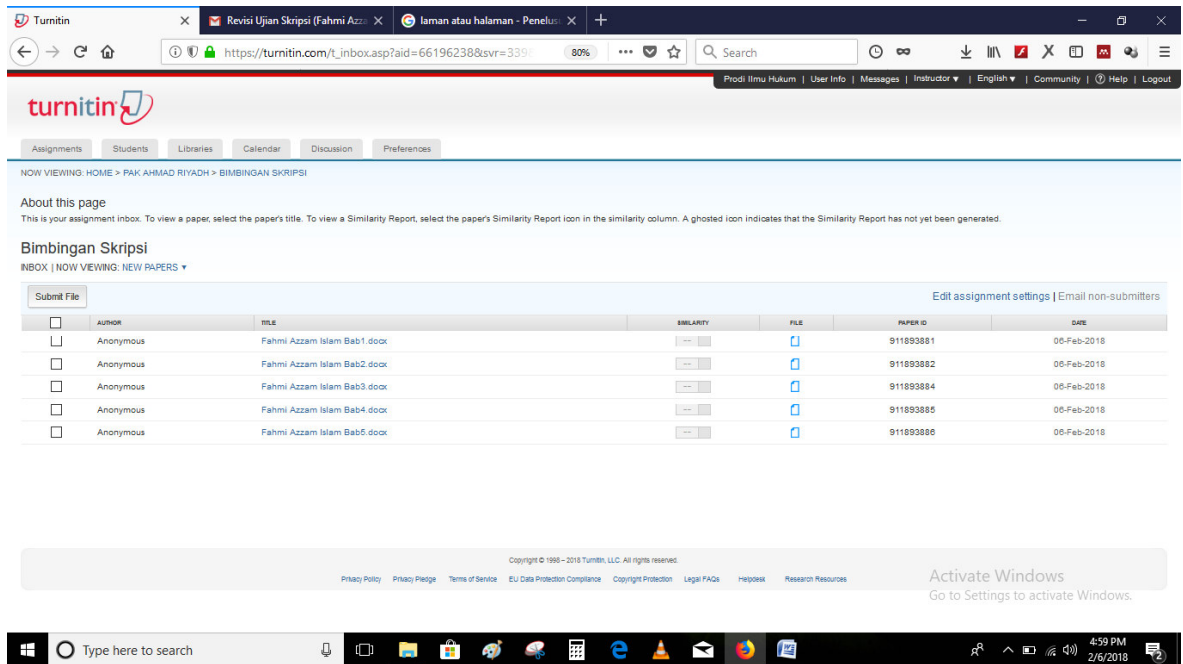 Turnitin
Revisi Ujian Skripsi (Fahmi Azza
laman atau halaman - Penelus
https://turnitin.com/t_inbox.asp?aid=66196238&svr=339
80%
Search
Prodi Ilmu Hukum | User Info | Messages | Instructor ▼ | English ▼ | Community | ? Help | Logout
turnitin
Assignments Students Libraries Calendar Discussion Preferences
NOW VIEWING: HOME > PAK AHMAD RIYADH > BIMBINGAN SKRIPSI
About this page
This is your assignment inbox. To view a paper, select the paper's title. To view a Similarity Report, select the paper's Similarity Report icon in the similarity column. A ghosted icon indicates that the Similarity Report has not yet been generated.
Bimbingan Skripsi
INBOX | NOW VIEWING: NEW PAPERS ▼
Submit File
Edit assignment settings | Email non-submitters
AUTHOR TITLE SIMILARITY FILE PAPER ID DATE
Anonymous Fahmi Azzam Islam Bab1.docx -- 911893881 06-Feb-2018
Anonymous Fahmi Azzam Islam Bab2.docx -- 911893882 06-Feb-2018
Anonymous Fahmi Azzam Islam Bab3.docx -- 911893884 06-Feb-2018
Anonymous Fahmi Azzam Islam Bab4.docx -- 911893885 06-Feb-2018
Anonymous Fahmi Azzam Islam Bab5.docx -- 911893886 06-Feb-2018
Copyright © 1998 – 2018 Turnitin, LLC. All rights reserved.
Privacy Policy Privacy Pledge Terms of Service EU Data Protection Compliance Copyright Protection Legal FAQs Helpdesk Research Resources
Activate Windows
Go to Settings to activate Windows.
Type here to search
4:59 PM
2/6/2018
2